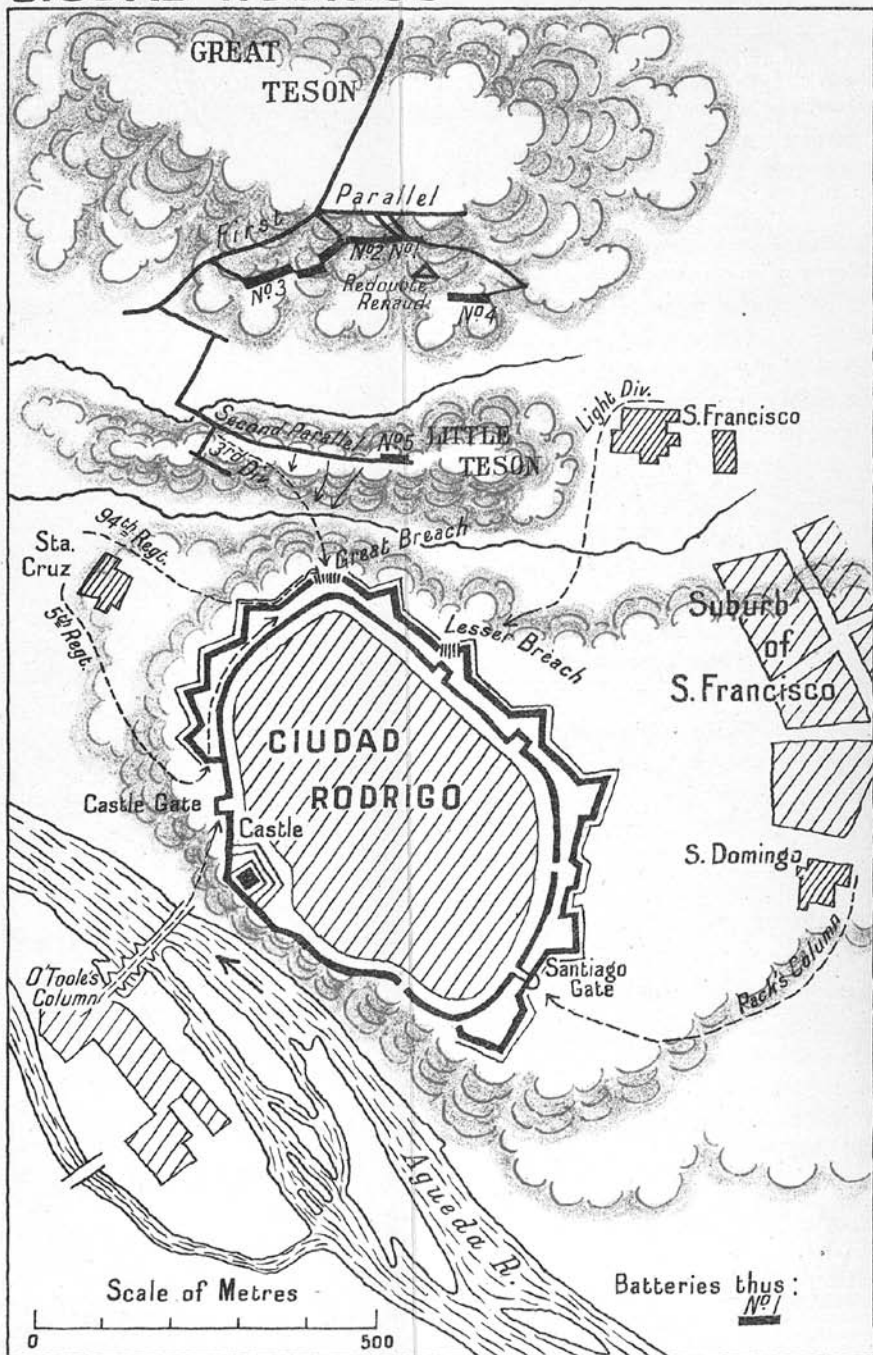 GREAT
TESON
First Parallel
No 2 No 1
No 3
Redoubte
Renaud
No 4
Second Parallel
No 5
LITTLE
TESON
3rd Div.
Light Div.
S. Francisco
94th Regt.
Sta.
Cruz
5th Regt.
Great Breach
Lesser Breach
Suburb
of
S. Francisco
CIUDAD
RODRIGO
Castle Gate
Castle
S. Domingo
O'Toole's
Column
Santiago
Gate
Pack's Column
Agueda R.
Scale of Metres
0 500
Batteries thus:
No 1